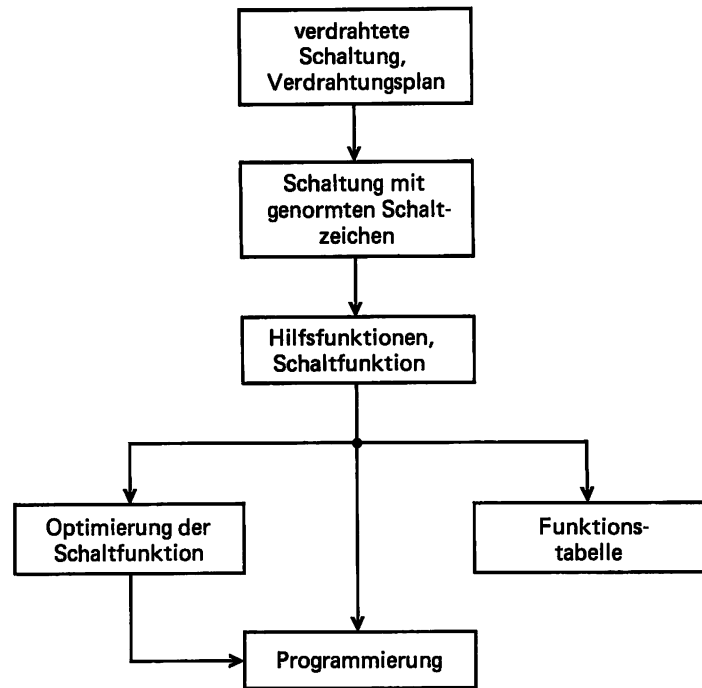 verdrahtete
Schaltung,
Verdrahtungsplan
Schaltung mit
genormten Schalt-
zeichen
Hilfsfunktionen,
Schaltfunktion
Optimierung der
Schaltfunktion
Funktions-
tabelle
Programmierung